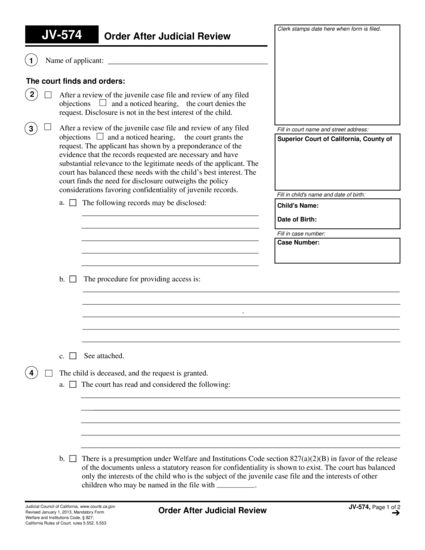 JV-574 Order After Judicial Review
Clerk stamps date here when form is filed.
1 Name of applicant:
The court finds and orders:
2 After a review of the juvenile case file and review of any filed
objections and a noticed hearing, the court denies the
request. Disclosure is not in the best interest of the child.
3 After a review of the juvenile case file and review of any filed
objections and a noticed hearing, the court grants the
request. The applicant has shown by a preponderance of the
evidence that the records requested are necessary and have
substantial relevance to the legitimate needs of the applicant. The
court has balanced these needs with the child's best interest. The
court finds the need for disclosure outweighs the policy
considerations favoring confidentiality of juvenile records.
Fill in court name and street address:
Superior Court of California, County of
Fill in child's name and date of birth:
Child's Name:
Date of Birth:
Fill in case number:
Case Number:
a. The following records may be disclosed:
b. The procedure for providing access is:
.
c. See attached.
4 The child is deceased, and the request is granted.
a. The court has read and considered the following:
b. There is a presumption under Welfare and Institutions Code section 827(a)(2)(B) in favor of the release
of the documents unless a statutory reason for confidentiality is shown to exist. The court has balanced
only the interests of the child who is the subject of the juvenile case file and the interests of other
children who may be named in the file with __________.
Judicial Council of California, www.courts.ca.gov
Revised January 1, 2013, Mandatory Form
Welfare and Institutions Code, § 827;
California Rules of Court, rules 5.552, 5.553
Order After Judicial Review
JV-574, Page 1 of 2
→